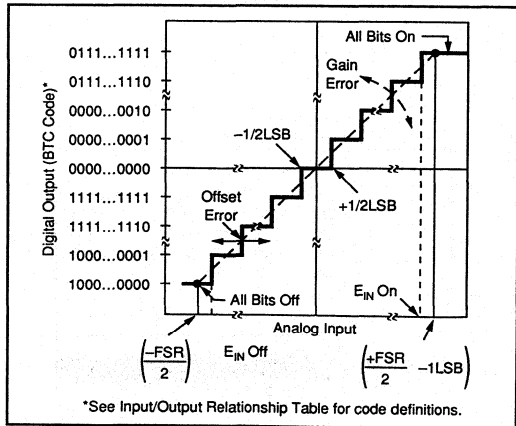 Digital Output (BTC Code)*
0111...1111
0111...1110
0000...0010
0000...0001
0000...0000
1111...1111
1111...1110
1000...0001
1000...0000
All Bits On
Gain
Error
−1/2LSB
+1/2LSB
Offset
Error
All Bits Off
E_IN On
Analog Input
(−FSR/2)
E_IN Off
(+FSR/2 −1LSB)
*See Input/Output Relationship Table for code definitions.